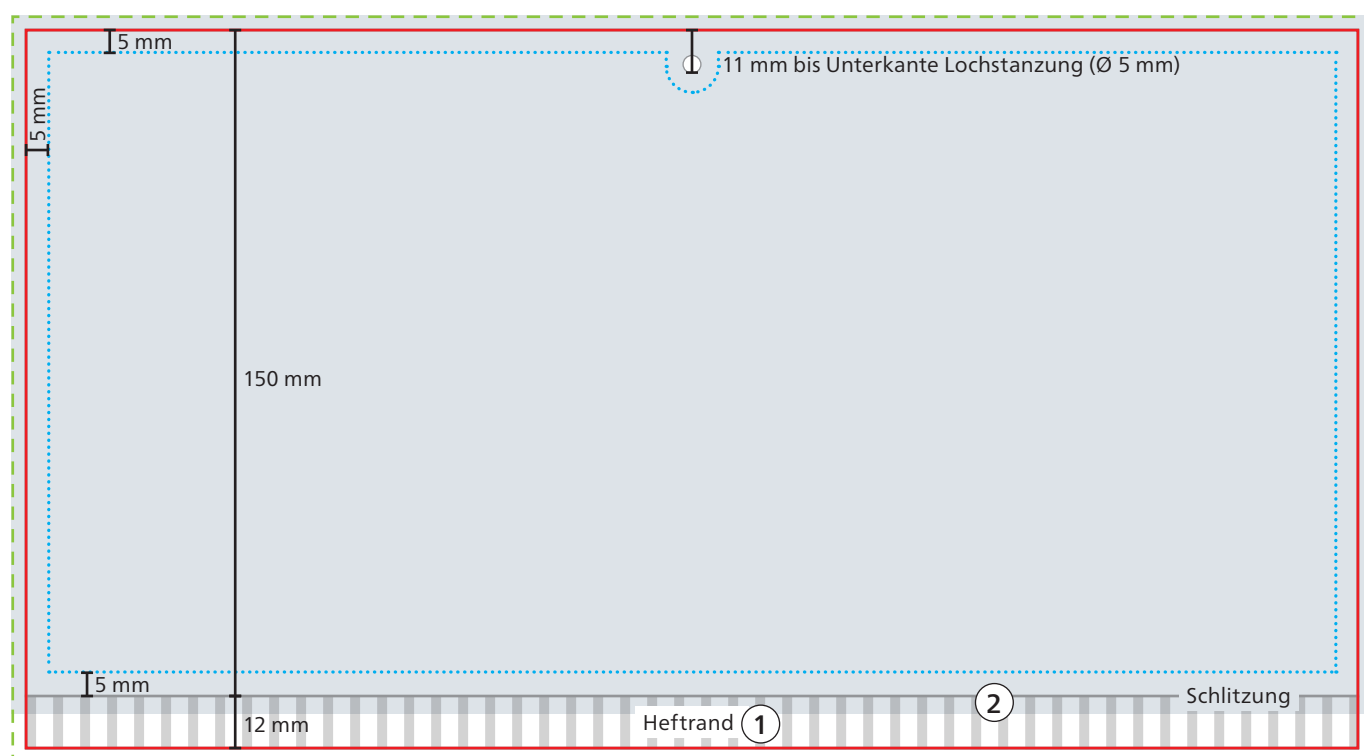 5 mm
11 mm bis Unterkante Lochstanzung (Ø 5 mm)
5 mm
150 mm
5 mm
Schlitzung
2
12 mm
Heftrand 1